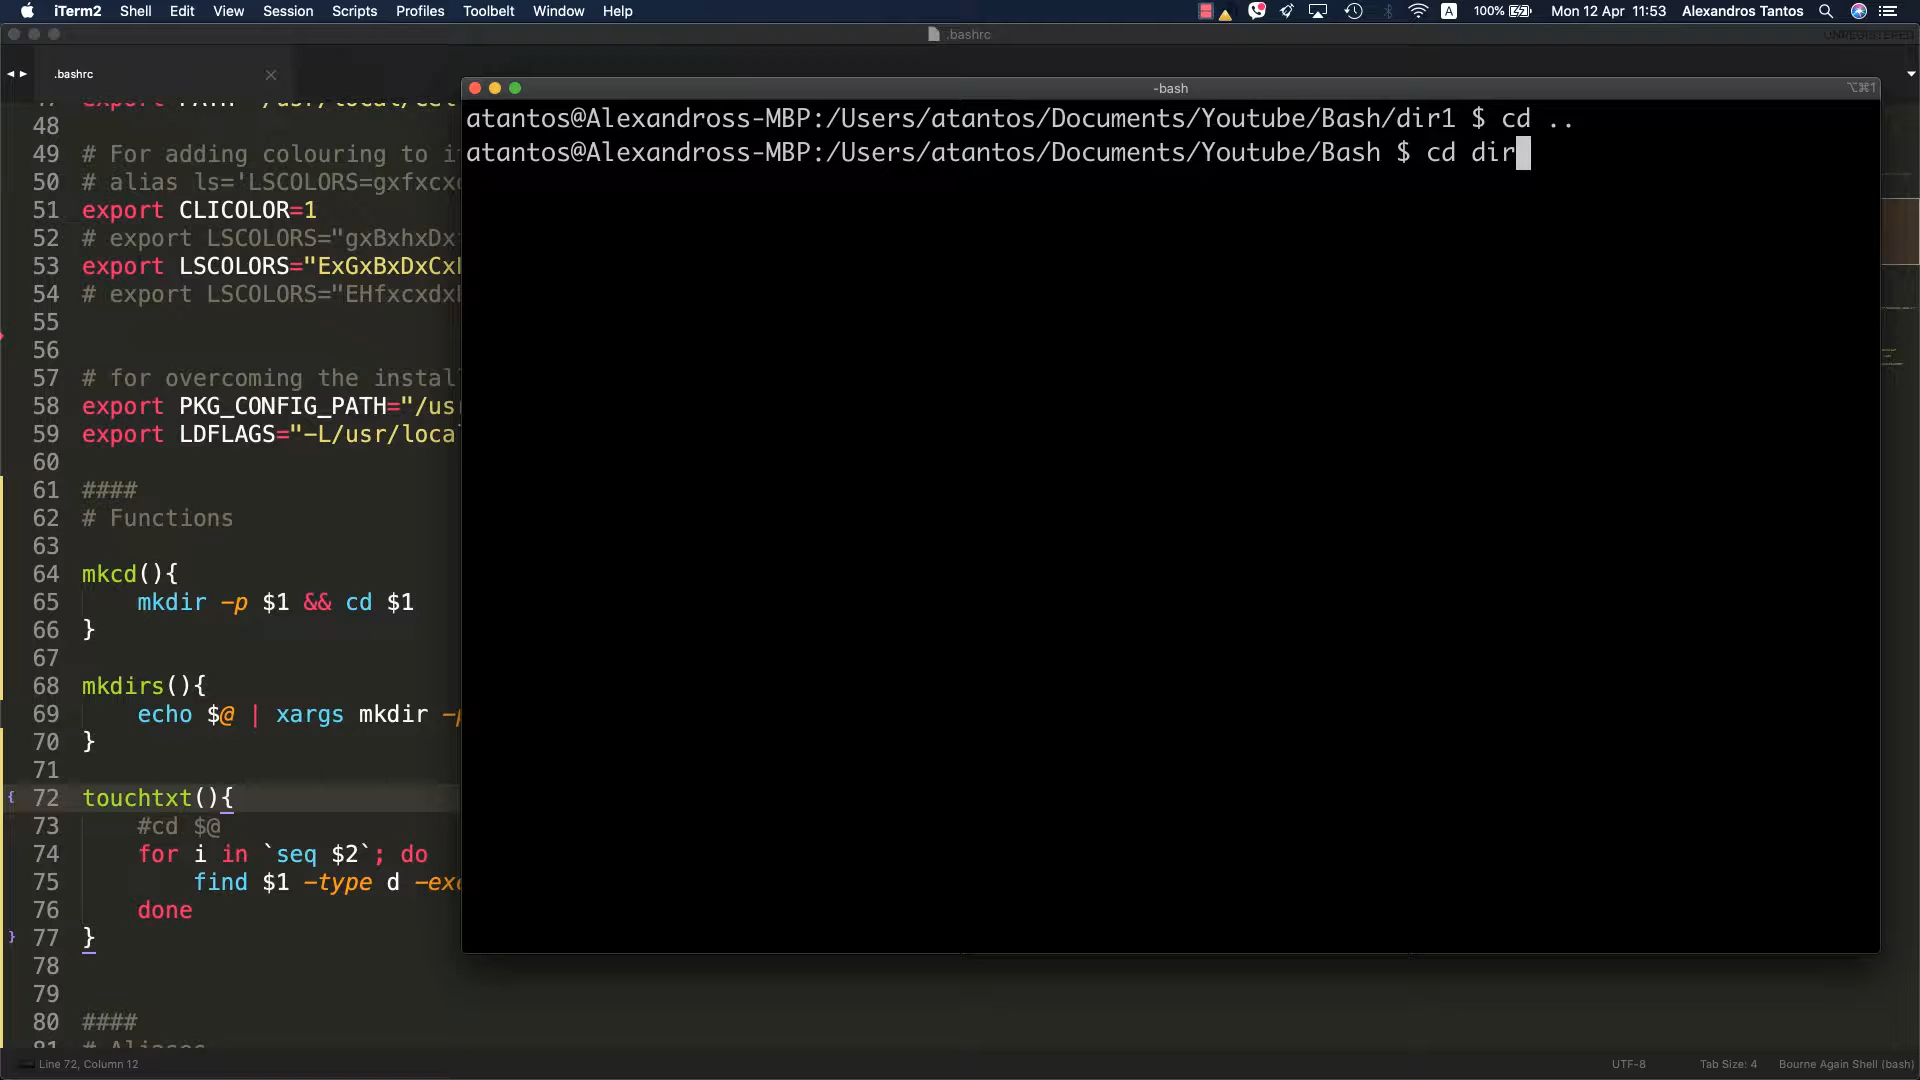 iTerm2 Shell Edit View Session Scripts Profiles Toolbelt Window Help A 100% Mon 12 Apr 11:53 Alexandros Tantos
.bashrc
UNREGISTERED
.bashrc
-bash
⌥⌘1
atantos@Alexandross-MBP:/Users/atantos/Documents/Youtube/Bash/dir1 $ cd ..
atantos@Alexandross-MBP:/Users/atantos/Documents/Youtube/Bash $ cd dir
47 export
48
49 # For adding colouring to
50 # alias ls='LSCOLORS=gxfxcx
51 export CLICOLOR=1
52 # export LSCOLORS="gxBxhxDx
53 export LSCOLORS="ExGxBxDxCx
54 # export LSCOLORS="EHfxcxdx
55
56
57 # for overcoming the instal
58 export PKG_CONFIG_PATH="/us
59 export LDFLAGS="-L/usr/loca
60
61 ####
62 # Functions
63
64 mkcd(){
65 mkdir -p $1 && cd $1
66 }
67
68 mkdirs(){
69 echo $@ | xargs mkdir -p
70 }
71
72 touchtxt(){
73 #cd $@
74 for i in `seq $2`; do
75 find $1 -type d -exe
76 done
77 }
78
79
80 ####
81 # Aliases
Line 72, Column 12
UTF-8
Tab Size: 4
Bourne Again Shell (bash)